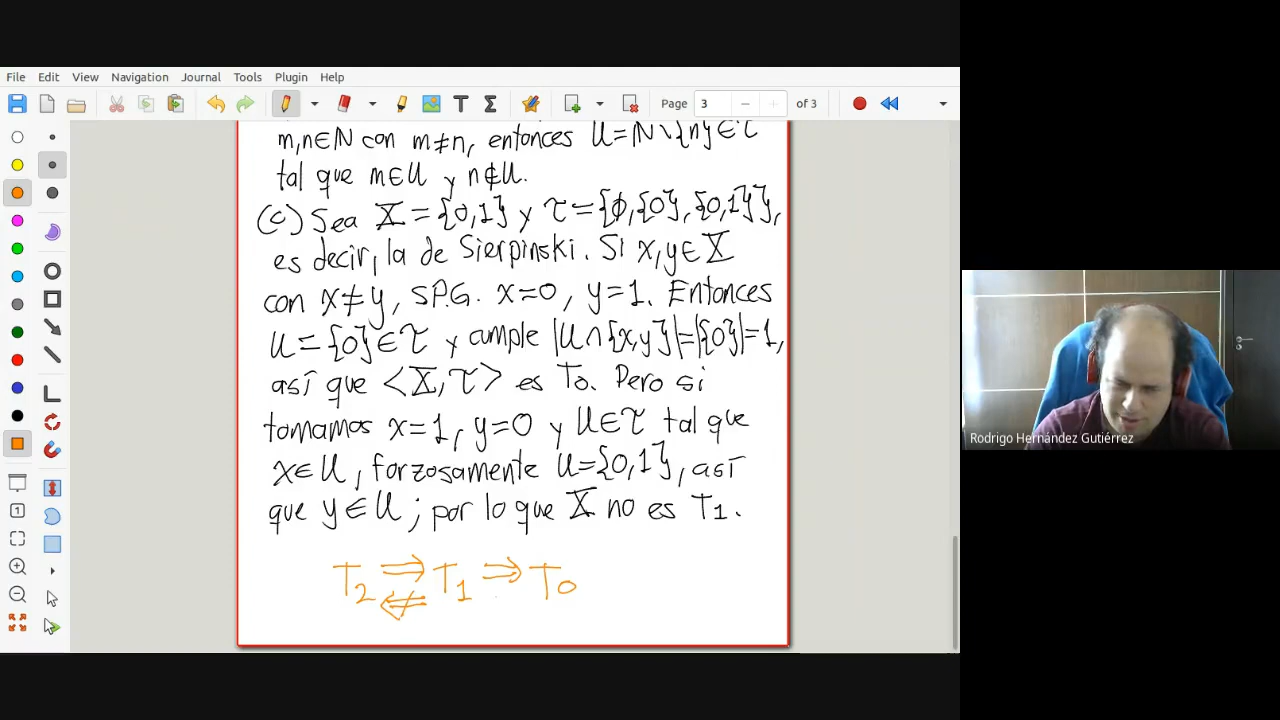 File Edit View Navigation Journal Tools Plugin Help
Page 3 of 3
m,n∈N con m≠n, entonces U=N\{n}∈τ
tal que m∈U y n∉U.
(c) Sea X={0,1} y τ={∅,{0},{0,1}},
es decir, la de Sierpinski. Si x,y∈X
con x≠y, S.P.G. x=0, y=1. Entonces
U={0}∈τ y cumple |U∩{x,y}|=|{0}|=1,
así que <X,τ> es T0. Pero si
tomamos x=1, y=0 y U∈τ tal que
x∈U, forzosamente U={0,1}, así
que y∈U; por lo que X no es T1.
T2 ⇒ T1 ⇒ T0
⇍
Rodrigo Hernández Gutiérrez